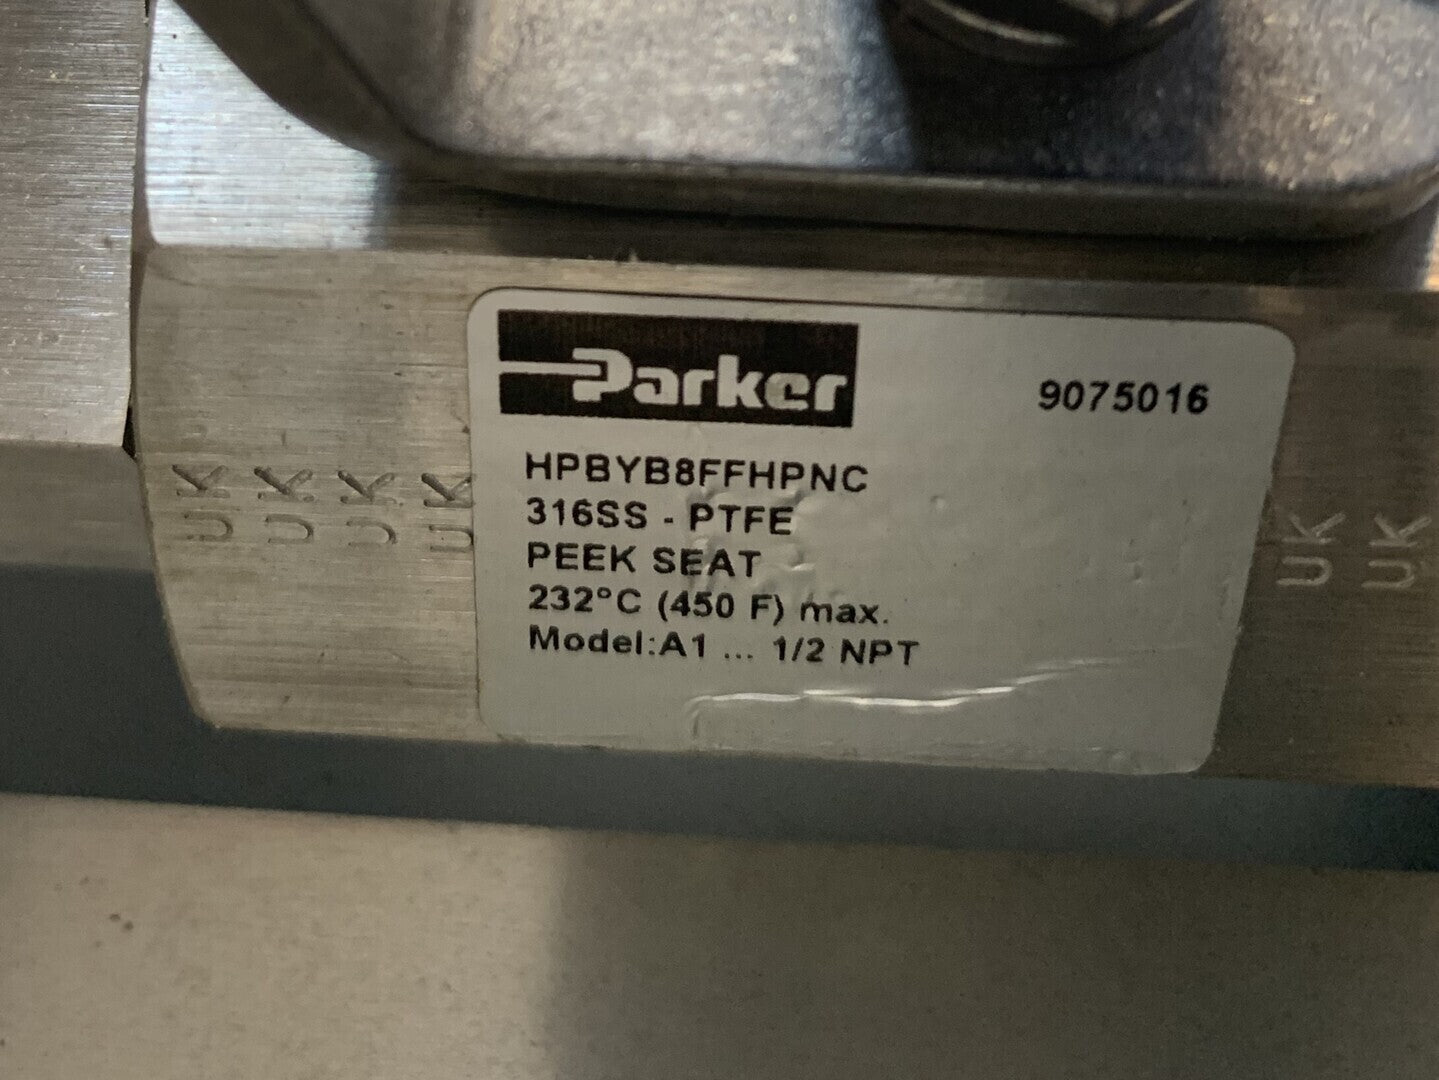 Parker
9075016
HPBYB8FFHPNC
316SS - PTFE
PEEK SEAT
232°C (450 F) max.
Model:A1 ... 1/2 NPT
UK
UK
UK
UK
UK
UK